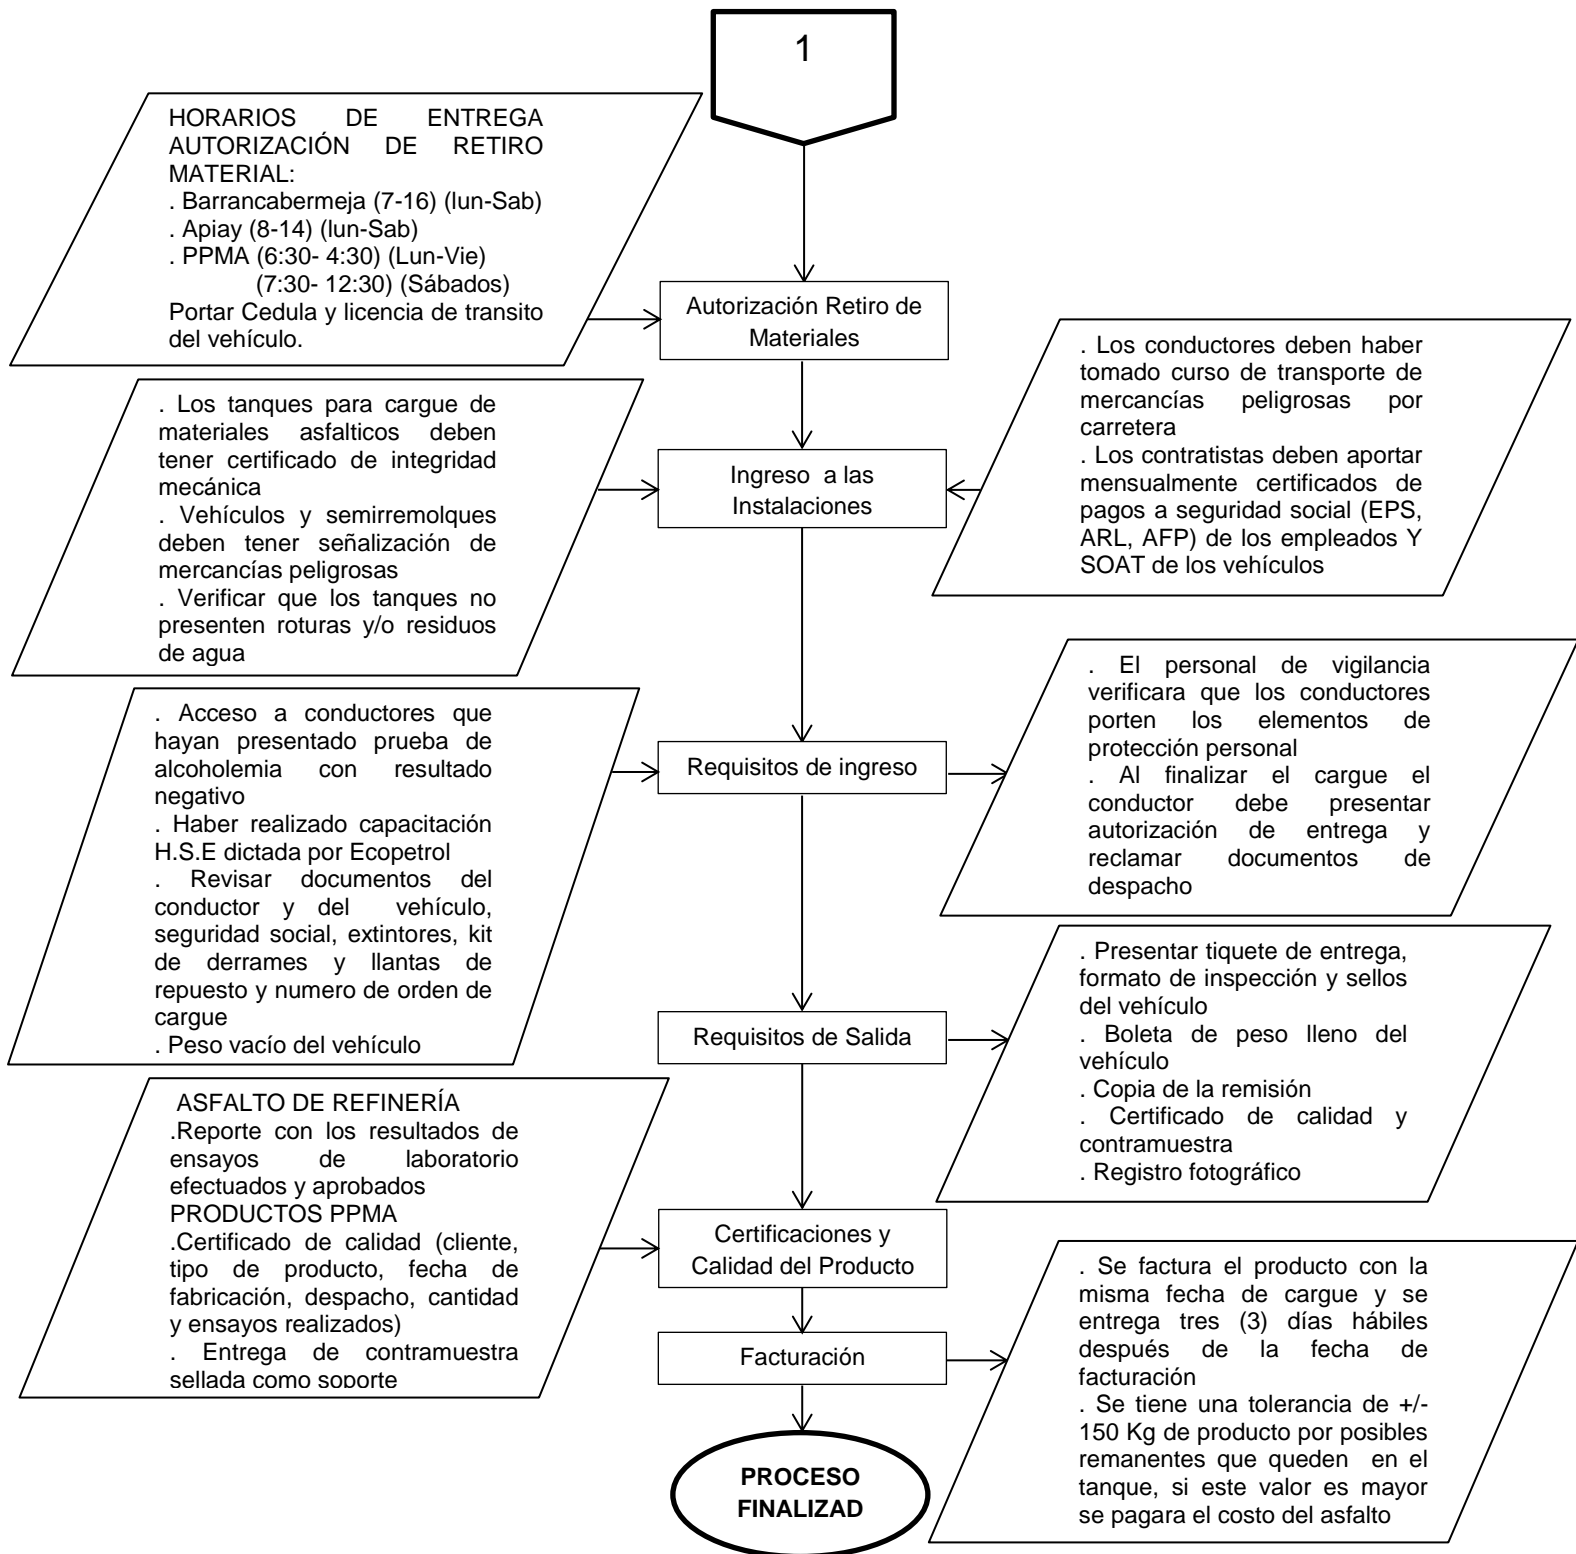 1
HORARIOS DE ENTREGA
AUTORIZACIÓN DE RETIRO
MATERIAL:
. Barrancabermeja (7-16) (lun-Sab)
. Apiay (8-14) (lun-Sab)
. PPMA (6:30- 4:30) (Lun-Vie)
(7:30- 12:30) (Sábados)
Portar Cedula y licencia de transito
del vehículo.
Autorización Retiro de
Materiales
. Los conductores deben haber
tomado curso de transporte de
mercancías peligrosas por
carretera
. Los contratistas deben aportar
mensualmente certificados de
pagos a seguridad social (EPS,
ARL, AFP) de los empleados Y
SOAT de los vehículos
. Los tanques para cargue de
materiales asfalticos deben
tener certificado de integridad
mecánica
. Vehículos y semirremolques
deben tener señalización de
mercancías peligrosas
. Verificar que los tanques no
presenten roturas y/o residuos
de agua
Ingreso a las
Instalaciones
. El personal de vigilancia
verificara que los conductores
porten los elementos de
protección personal
. Al finalizar el cargue el
conductor debe presentar
autorización de entrega y
reclamar documentos de
despacho
. Acceso a conductores que
hayan presentado prueba de
alcoholemia con resultado
negativo
. Haber realizado capacitación
H.S.E dictada por Ecopetrol
. Revisar documentos del
conductor y del vehículo,
seguridad social, extintores, kit
de derrames y llantas de
repuesto y numero de orden de
cargue
. Peso vacío del vehículo
Requisitos de ingreso
. Presentar tiquete de entrega,
formato de inspección y sellos
del vehículo
. Boleta de peso lleno del
vehículo
. Copia de la remisión
. Certificado de calidad y
contramuestra
. Registro fotográfico
Requisitos de Salida
ASFALTO DE REFINERÍA
.Reporte con los resultados de
ensayos de laboratorio
efectuados y aprobados
PRODUCTOS PPMA
.Certificado de calidad (cliente,
tipo de producto, fecha de
fabricación, despacho, cantidad
y ensayos realizados)
. Entrega de contramuestra
sellada como soporte
Certificaciones y
Calidad del Producto
. Se factura el producto con la
misma fecha de cargue y se
entrega tres (3) días hábiles
después de la fecha de
facturación
. Se tiene una tolerancia de +/-
150 Kg de producto por posibles
remanentes que queden en el
tanque, si este valor es mayor
se pagara el costo del asfalto
Facturación
PROCESO
FINALIZAD